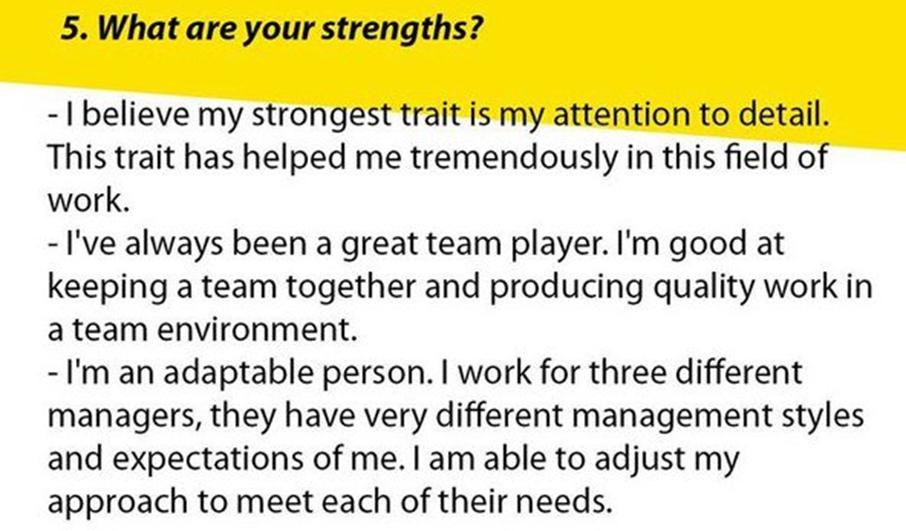 5. What are your strengths?
- I believe my strongest trait is my attention to detail.
This trait has helped me tremendously in this field of
work.
- I've always been a great team player. I'm good at
keeping a team together and producing quality work in
a team environment.
- I'm an adaptable person. I work for three different
managers, they have very different management styles
and expectations of me. I am able to adjust my
approach to meet each of their needs.